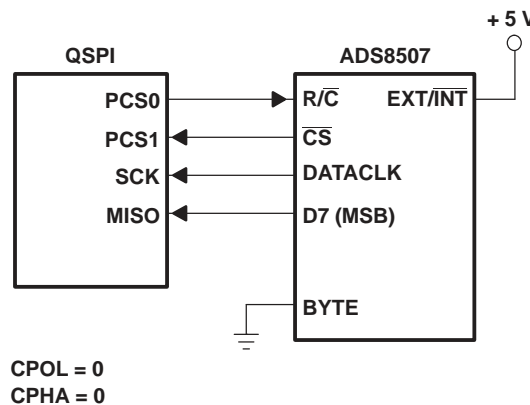 + 5 V
QSPI
ADS8507
PCS0
R/C̅
EXT/I̅N̅T̅
PCS1
C̅S̅
SCK
DATACLK
MISO
D7 (MSB)
BYTE
CPOL = 0
CPHA = 0